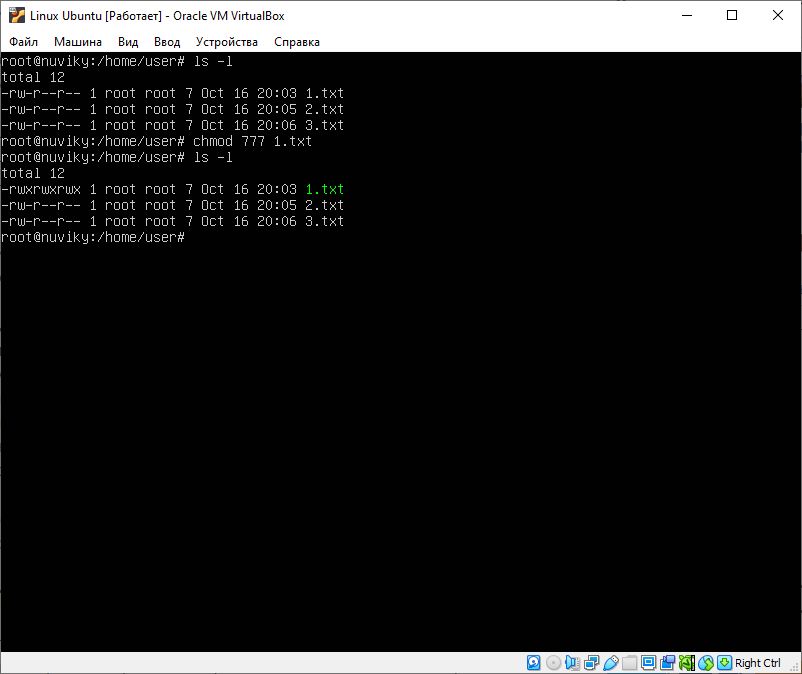 Linux Ubuntu [Работает] - Oracle VM VirtualBox
Файл Машина Вид Ввод Устройства Справка
root@nuviky:/home/user# ls -l
total 12
-rw-r--r-- 1 root root 7 Oct 16 20:03 1.txt
-rw-r--r-- 1 root root 7 Oct 16 20:05 2.txt
-rw-r--r-- 1 root root 7 Oct 16 20:06 3.txt
root@nuviky:/home/user# chmod 777 1.txt
root@nuviky:/home/user# ls -l
total 12
-rwxrwxrwx 1 root root 7 Oct 16 20:03 1.txt
-rw-r--r-- 1 root root 7 Oct 16 20:05 2.txt
-rw-r--r-- 1 root root 7 Oct 16 20:06 3.txt
root@nuviky:/home/user#
Right Ctrl